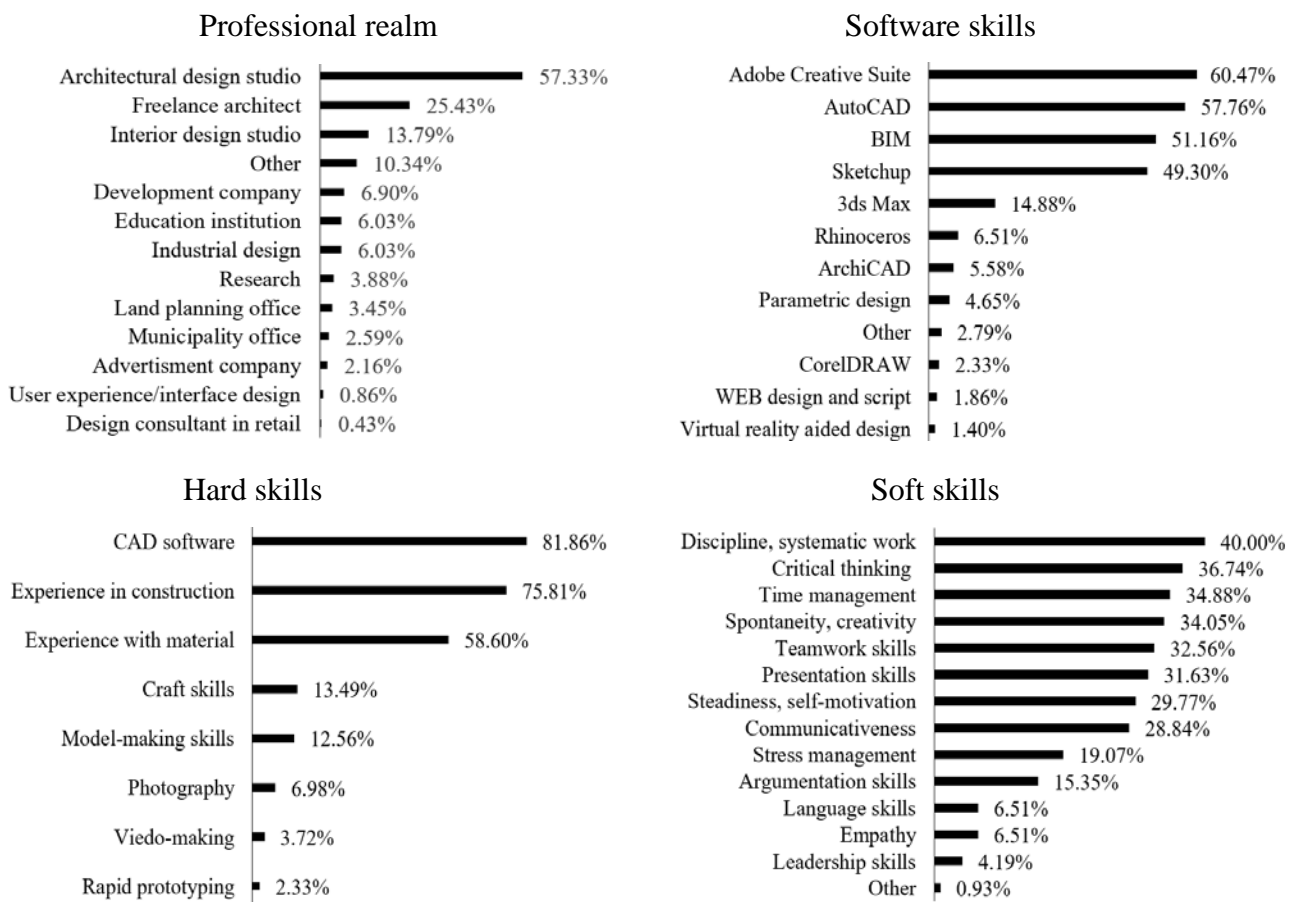 Professional realm
Architectural design studio 57.33%
Freelance architect 25.43%
Interior design studio 13.79%
Other 10.34%
Development company 6.90%
Education institution 6.03%
Industrial design 6.03%
Research 3.88%
Land planning office 3.45%
Municipality office 2.59%
Advertisment company 2.16%
User experience/interface design 0.86%
Design consultant in retail 0.43%
Software skills
Adobe Creative Suite 60.47%
AutoCAD 57.76%
BIM 51.16%
Sketchup 49.30%
3ds Max 14.88%
Rhinoceros 6.51%
ArchiCAD 5.58%
Parametric design 4.65%
Other 2.79%
CorelDRAW 2.33%
WEB design and script 1.86%
Virtual reality aided design 1.40%
Hard skills
CAD software 81.86%
Experience in construction 75.81%
Experience with material 58.60%
Craft skills 13.49%
Model-making skills 12.56%
Photography 6.98%
Viedo-making 3.72%
Rapid prototyping 2.33%
Soft skills
Discipline, systematic work 40.00%
Critical thinking 36.74%
Time management 34.88%
Spontaneity, creativity 34.05%
Teamwork skills 32.56%
Presentation skills 31.63%
Steadiness, self-motivation 29.77%
Communicativeness 28.84%
Stress management 19.07%
Argumentation skills 15.35%
Language skills 6.51%
Empathy 6.51%
Leadership skills 4.19%
Other 0.93%